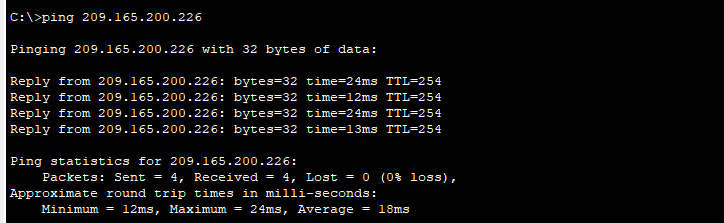 C:\>ping 209.165.200.226
Pinging 209.165.200.226 with 32 bytes of data:
Reply from 209.165.200.226: bytes=32 time=24ms TTL=254
Reply from 209.165.200.226: bytes=32 time=12ms TTL=254
Reply from 209.165.200.226: bytes=32 time=24ms TTL=254
Reply from 209.165.200.226: bytes=32 time=13ms TTL=254
Ping statistics for 209.165.200.226:
    Packets: Sent = 4, Received = 4, Lost = 0 (0% loss),
Approximate round trip times in milli-seconds:
    Minimum = 12ms, Maximum = 24ms, Average = 18ms